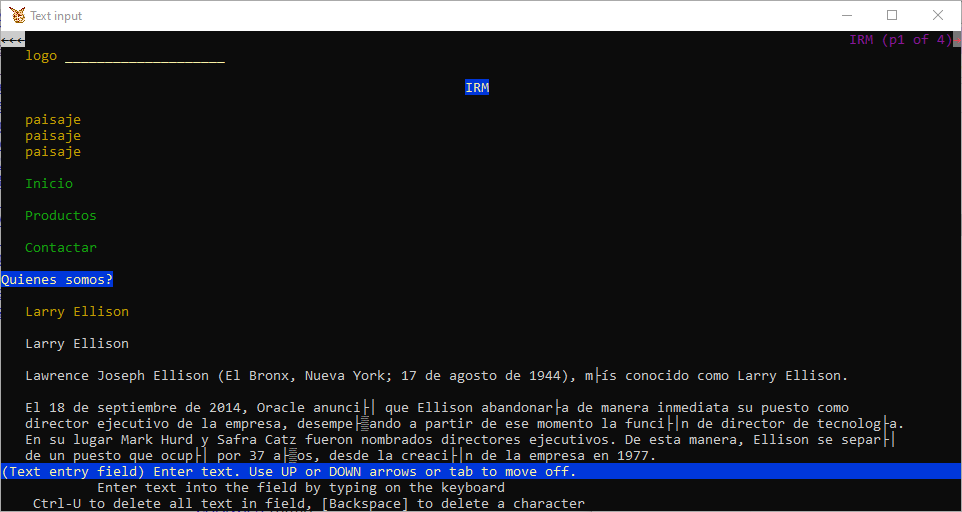 Text input
←←← IRM (p1 of 4)
logo ____________________
IRM
paisaje
paisaje
paisaje
Inicio
Productos
Contactar
Quienes somos?
Larry Ellison
Larry Ellison
Lawrence Joseph Ellison (El Bronx, Nueva York; 17 de agosto de 1944), m├ís conocido como Larry Ellison.
El 18 de septiembre de 2014, Oracle anunci├│ que Ellison abandonar├a de manera inmediata su puesto como
director ejecutivo de la empresa, desempe├▒ando a partir de ese momento la funci├│n de director de tecnolog├a.
En su lugar Mark Hurd y Safra Catz fueron nombrados directores ejecutivos. De esta manera, Ellison se separ├│
de un puesto que ocup├│ por 37 a├▒os, desde la creaci├│n de la empresa en 1977.
(Text entry field) Enter text. Use UP or DOWN arrows or tab to move off.
Enter text into the field by typing on the keyboard
Ctrl-U to delete all text in field, [Backspace] to delete a character